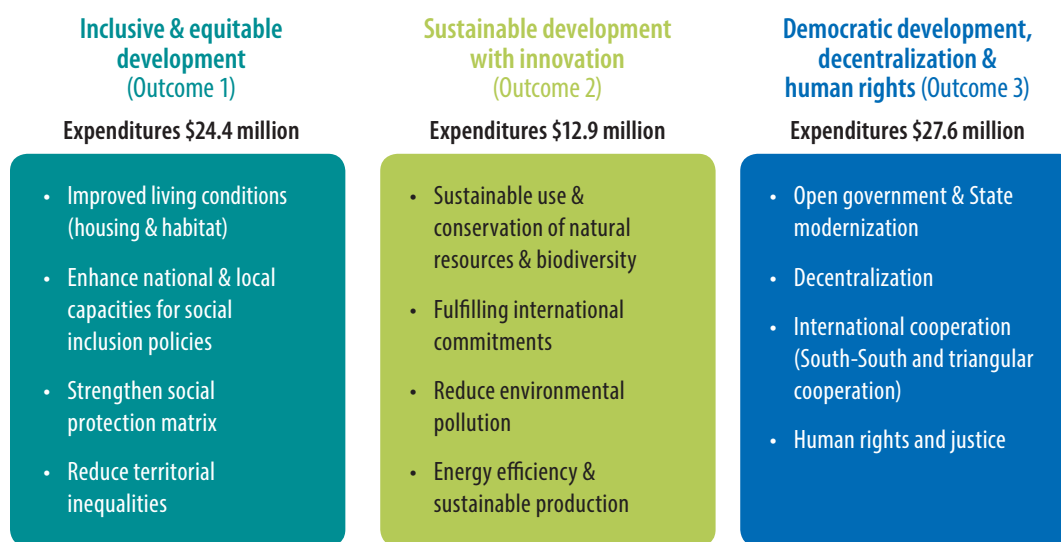 Inclusive & equitable
development
(Outcome 1)
Expenditures $24.4 million
• Improved living conditions
(housing & habitat)
• Enhance national & local
capacities for social
inclusion policies
• Strengthen social
protection matrix
• Reduce territorial
inequalities
Sustainable development
with innovation
(Outcome 2)
Expenditures $12.9 million
• Sustainable use &
conservation of natural
resources & biodiversity
• Fulfilling international
commitments
• Reduce environmental
pollution
• Energy efficiency &
sustainable production
Democratic development,
decentralization &
human rights (Outcome 3)
Expenditures $27.6 million
• Open government & State
modernization
• Decentralization
• International cooperation
(South-South and triangular
cooperation)
• Human rights and justice